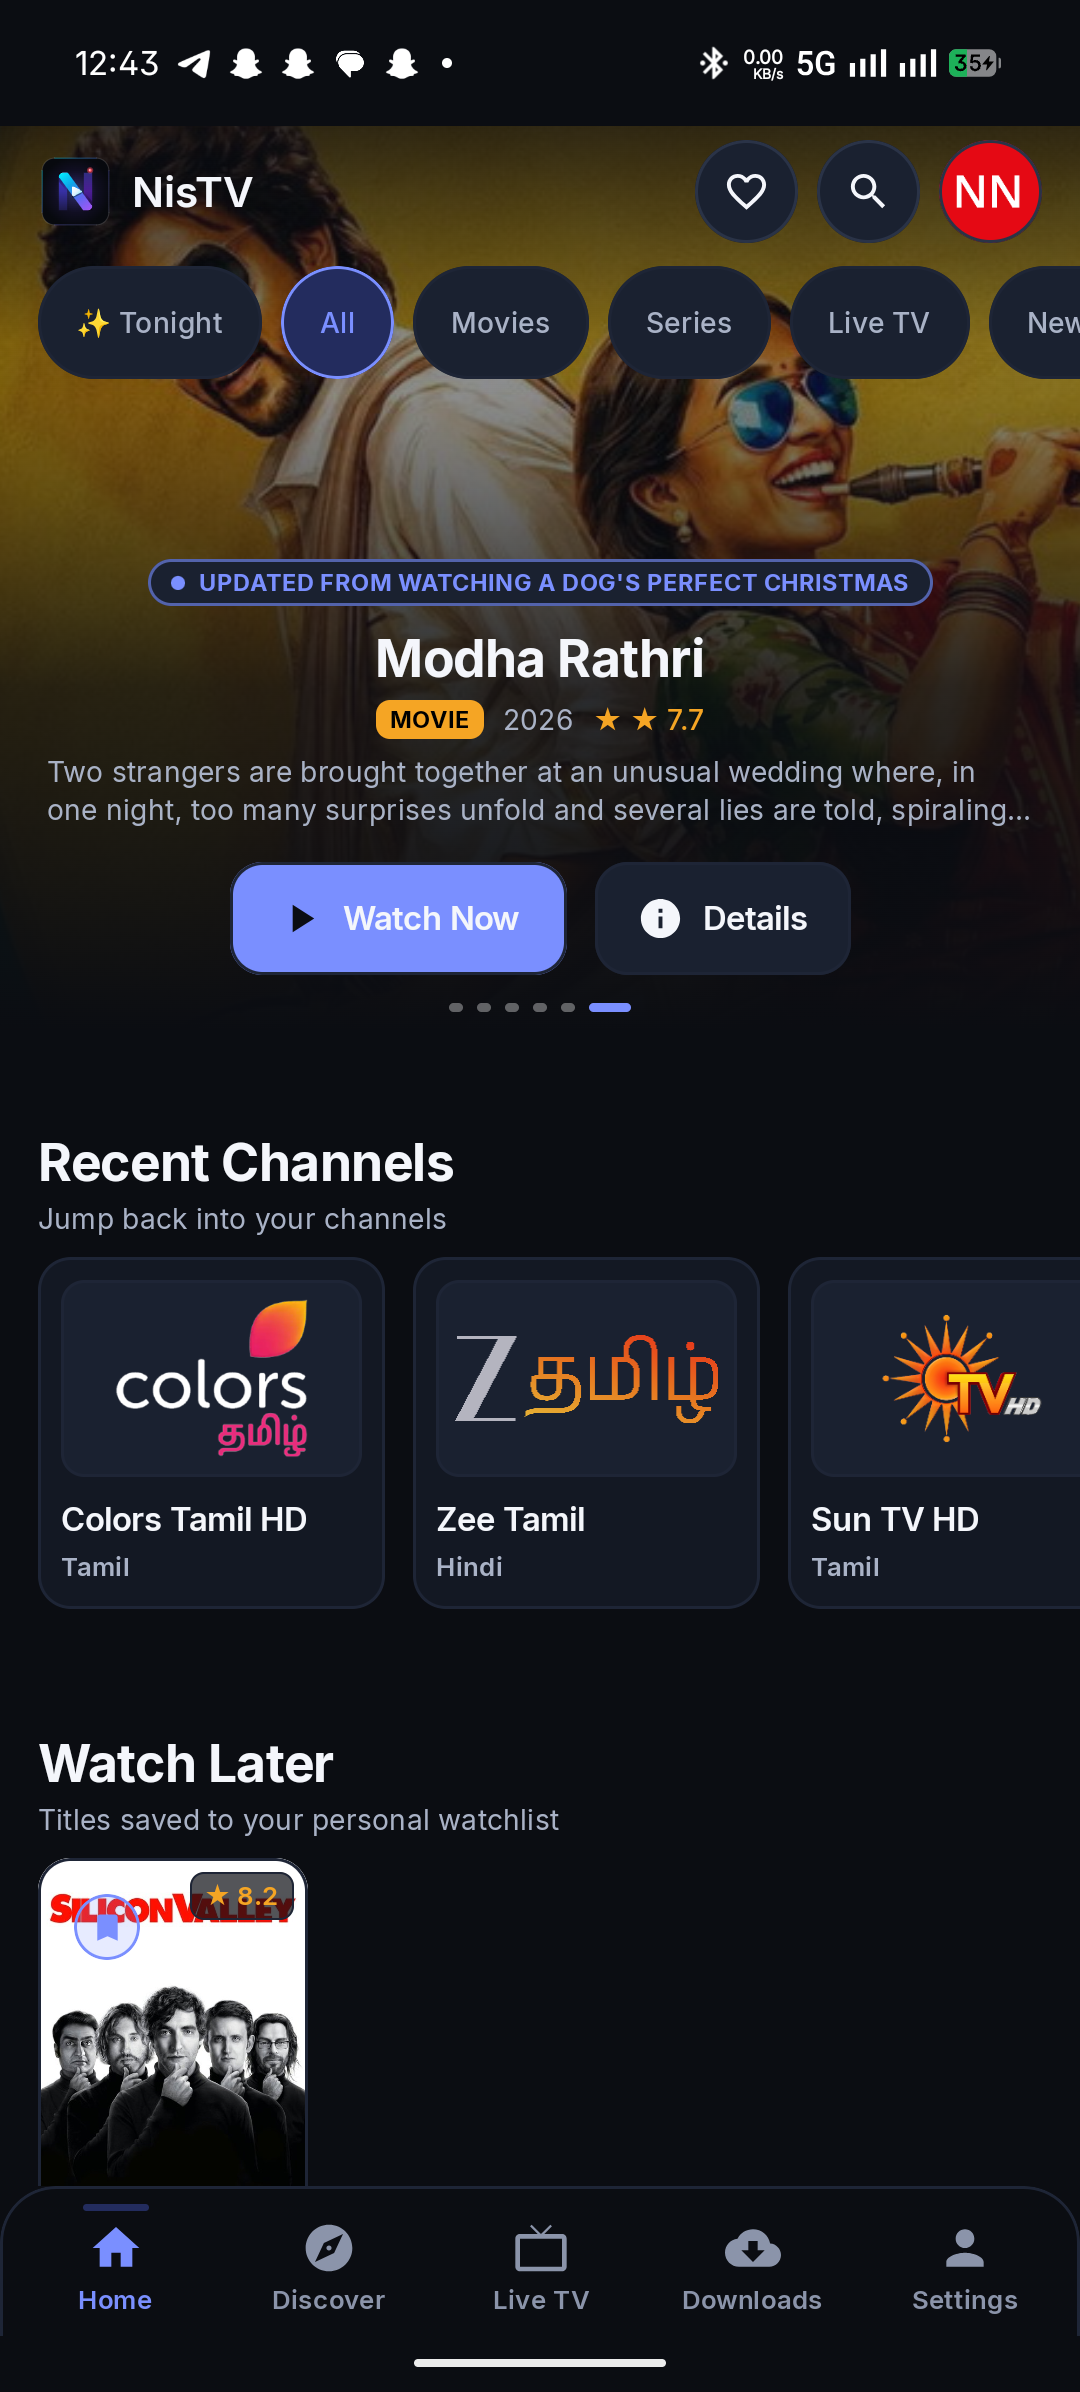 12:43
0.00
KB/s
5G
35
NisTV
NN
✨ Tonight
All
Movies
Series
Live TV
New
UPDATED FROM WATCHING A DOG'S PERFECT CHRISTMAS
Modha Rathri
MOVIE 2026 ★ ★ 7.7
Two strangers are brought together at an unusual wedding where, in
one night, too many surprises unfold and several lies are told, spiraling...
Watch Now
Details
Recent Channels
Jump back into your channels
colors
தமிழ்
Colors Tamil HD
Tamil
Z தமிழ்
Zee Tamil
Hindi
TV HD
Sun TV HD
Tamil
Watch Later
Titles saved to your personal watchlist
SILICON VALLEY
★ 8.2
Home
Discover
Live TV
Downloads
Settings